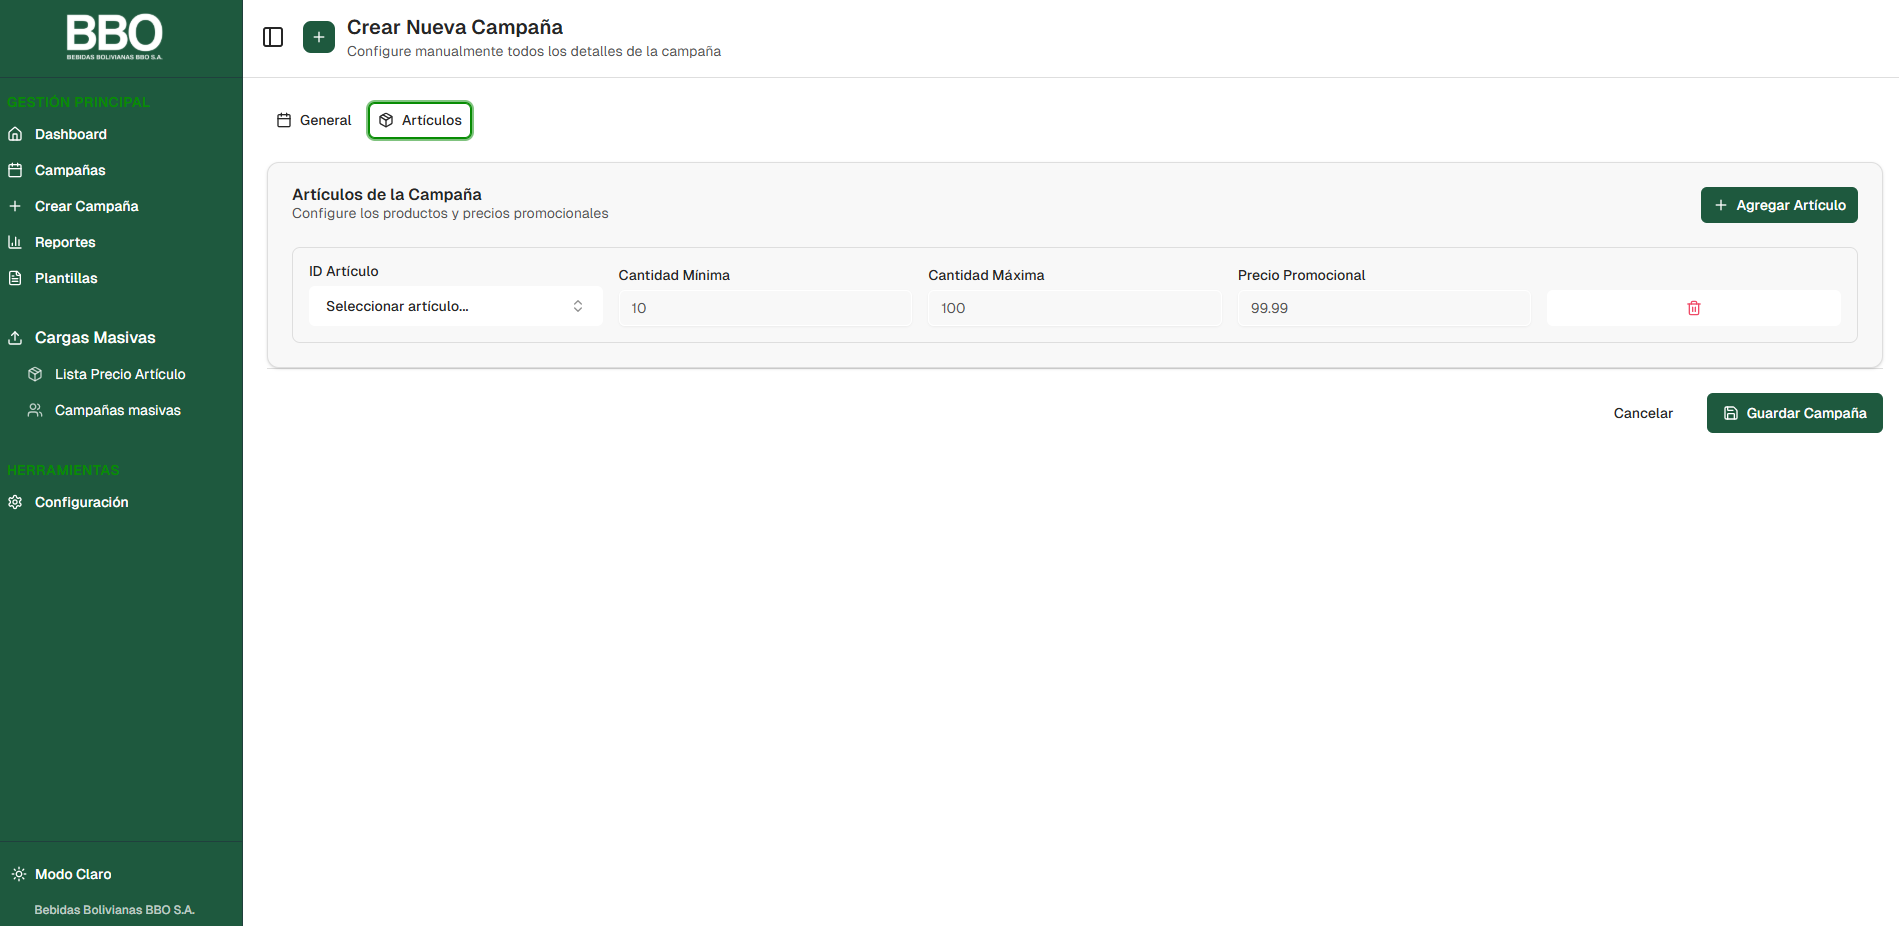 BBO
BEBIDAS BOLIVIANAS BBO S.A.
GESTIÓN PRINCIPAL
Dashboard
Campañas
Crear Campaña
Reportes
Plantillas
Cargas Masivas
Lista Precio Artículo
Campañas masivas
HERRAMIENTAS
Configuración
Modo Claro
Bebidas Bolivianas BBO S.A.
Crear Nueva Campaña
Configure manualmente todos los detalles de la campaña
General
Artículos
Artículos de la Campaña
Configure los productos y precios promocionales
Agregar Artículo
ID Artículo
Seleccionar artículo...
Cantidad Mínima
10
Cantidad Máxima
100
Precio Promocional
99.99
Cancelar
Guardar Campaña